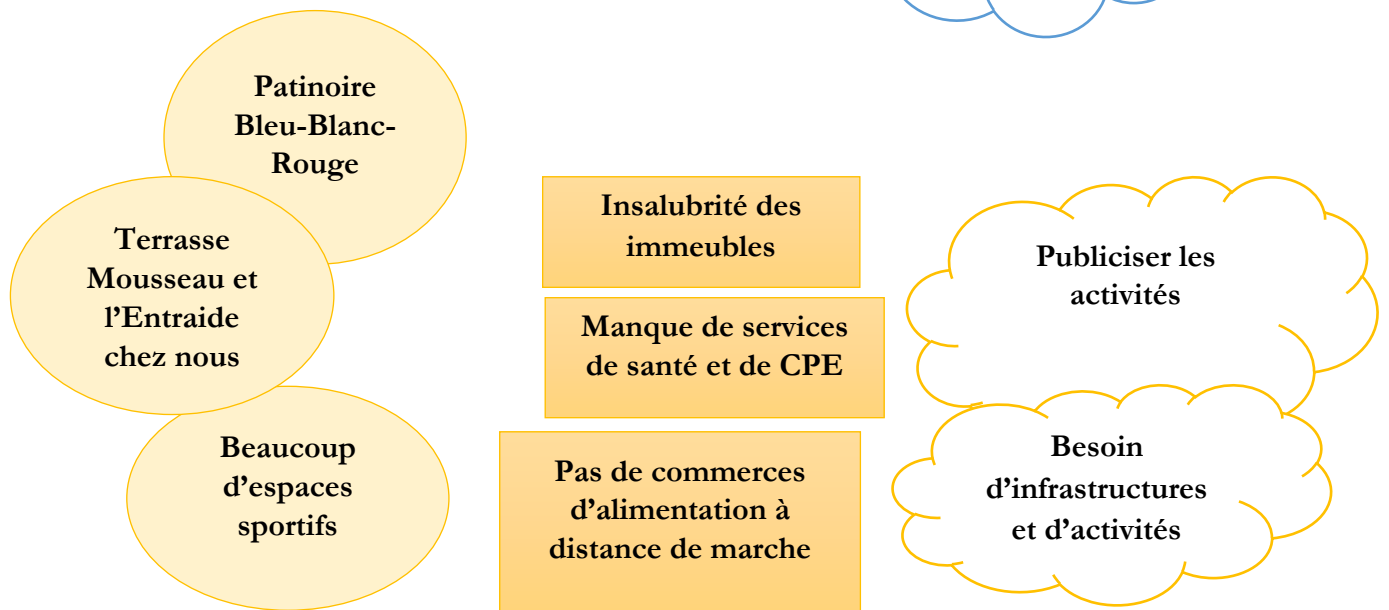 Patinoire
Bleu-Blanc-
Rouge
Terrasse
Mousseau et
l’Entraide
chez nous
Beaucoup
d’espaces
sportifs
Insalubrité des
immeubles
Manque de services
de santé et de CPE
Pas de commerces
d’alimentation à
distance de marche
Publiciser les
activités
Besoin
d’infrastructures
et d’activités